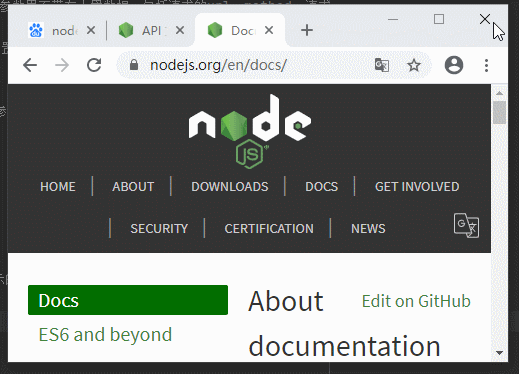 node
API
Doc
nodejs.org/en/docs/
node
JS
HOME ABOUT DOWNLOADS DOCS GET INVOLVED
SECURITY CERTIFICATION NEWS
Docs
ES6 and beyond
About
documentation
Edit on GitHub